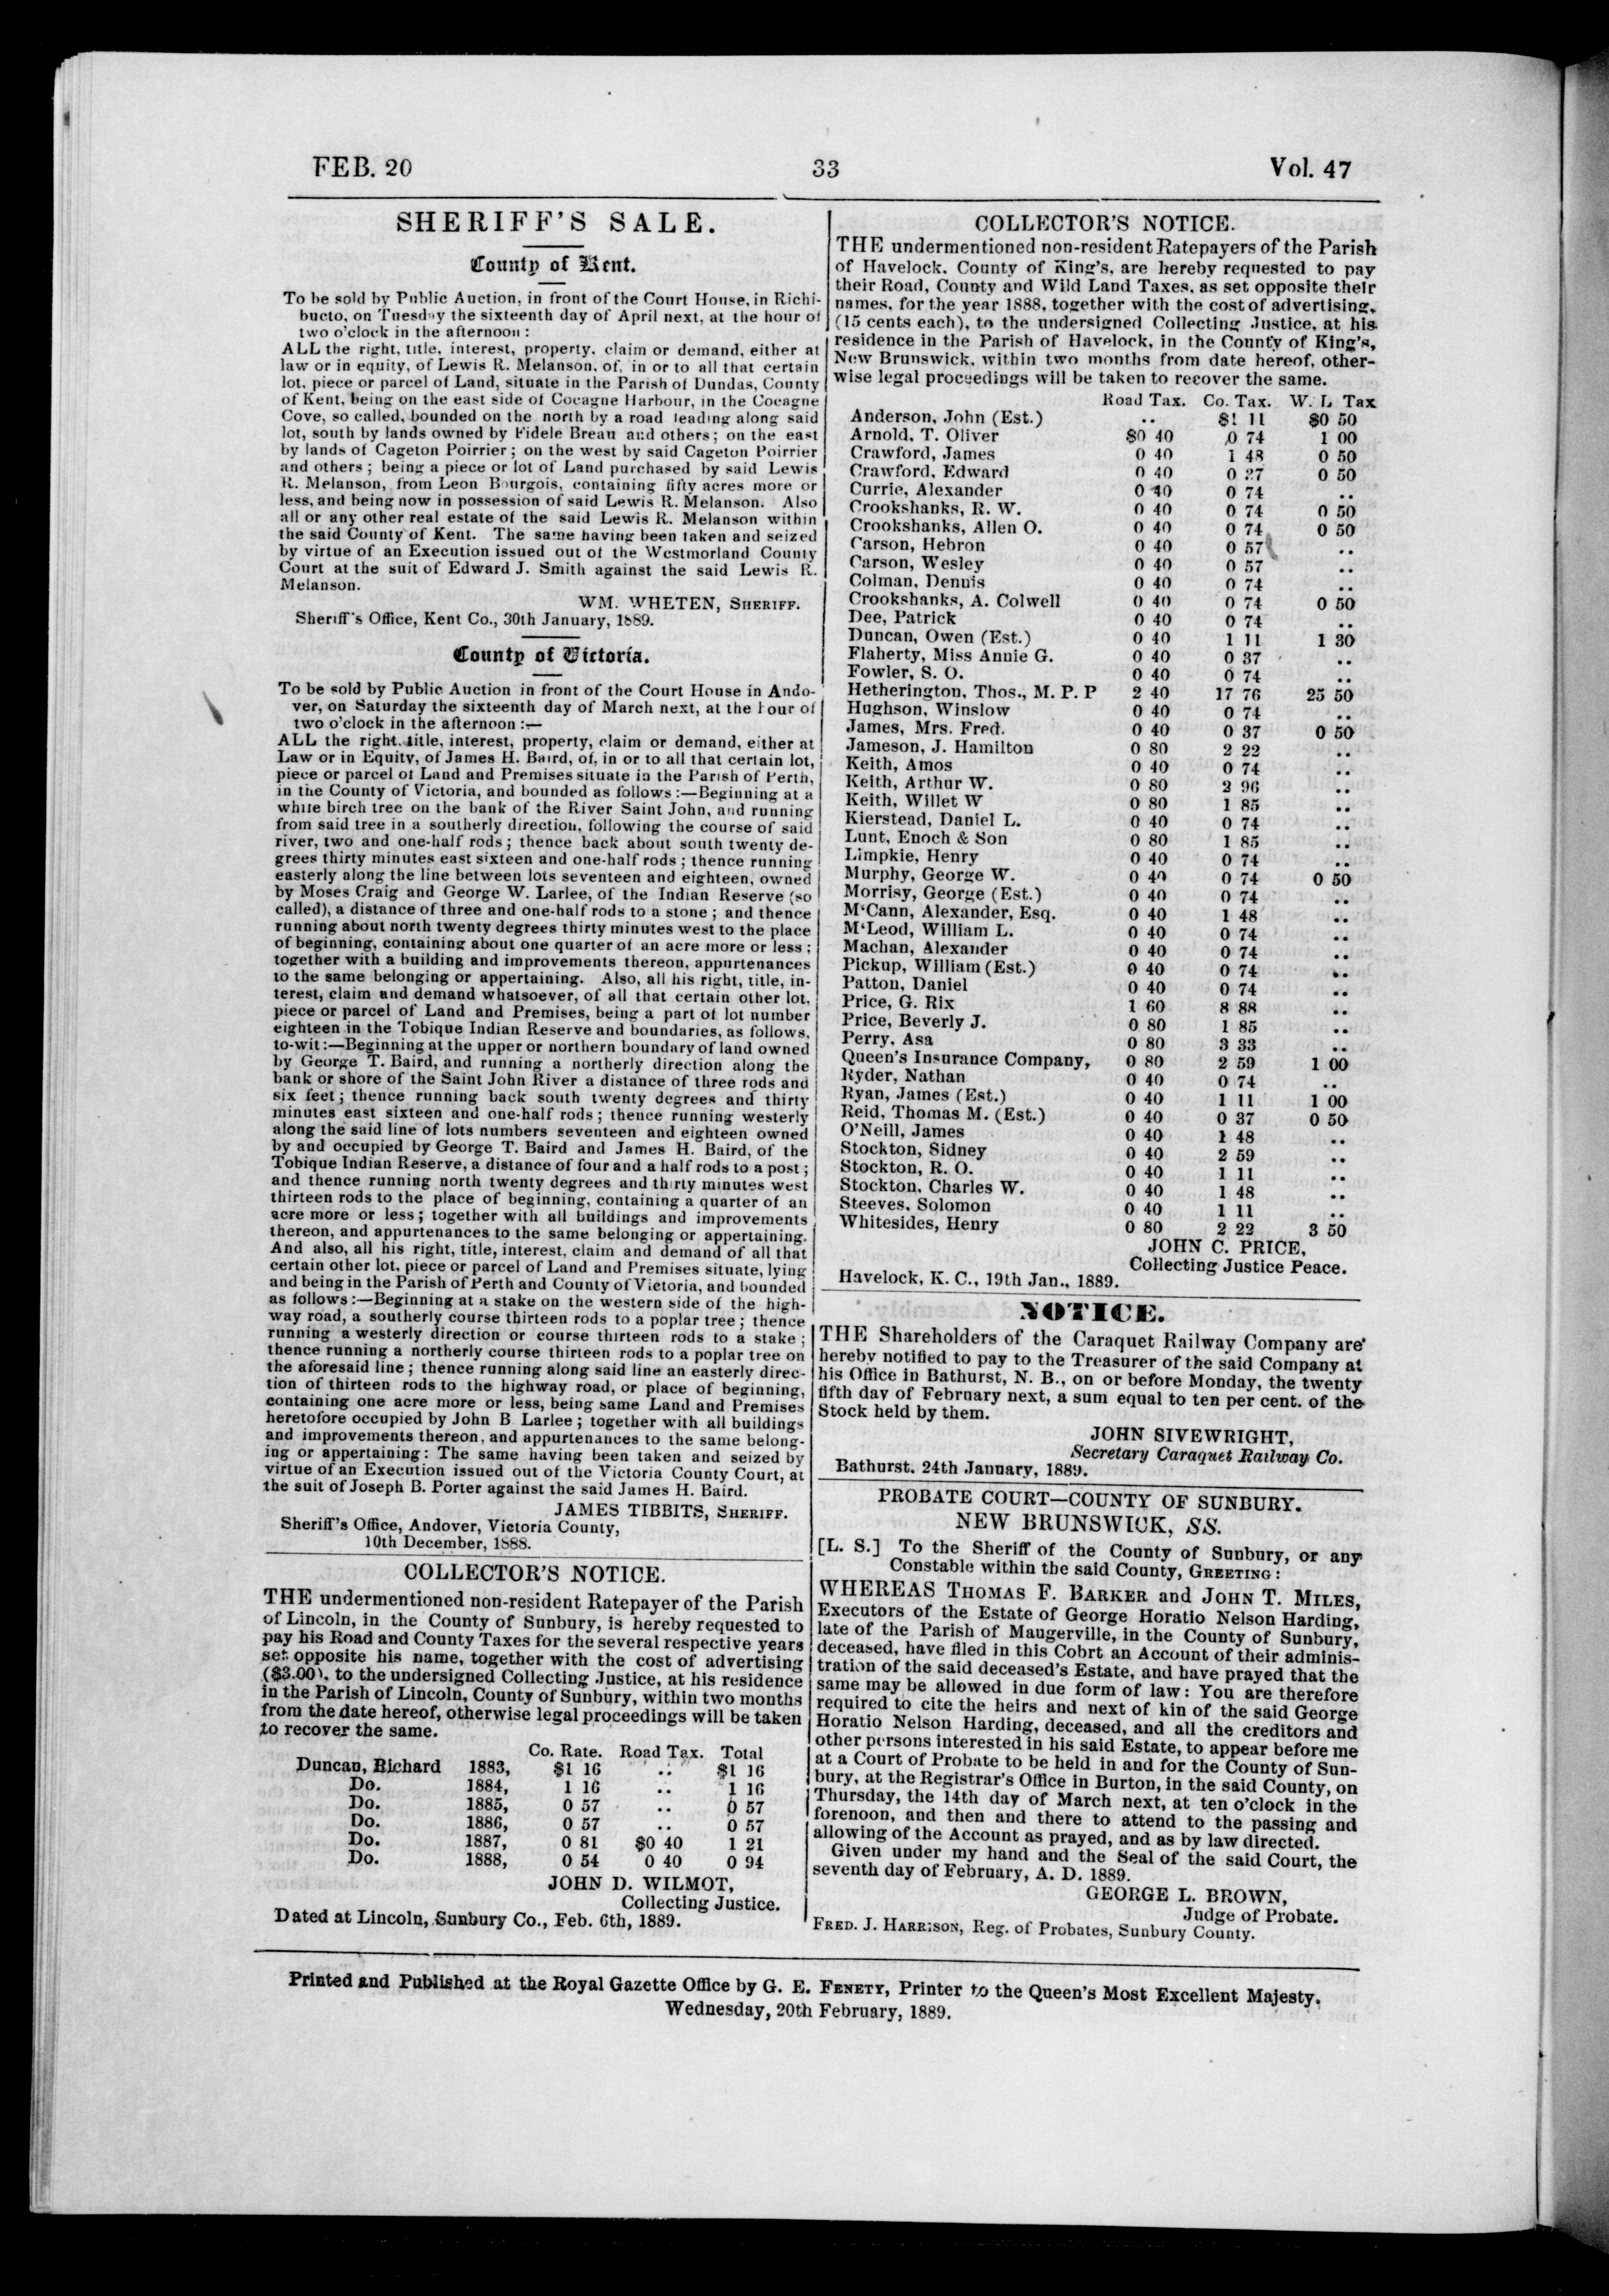 FEB. 20 33 Vol. 47
SHERIFF'S SALE.
County of Kent.
To be sold by Public Auction, in front of the Court House, in Richi-
bucto, on Tuesday the sixteenth day of April next, at the hour of
two o'clock in the afternoon :
ALL the right, title, interest, property, claim or demand, either at
law or in equity, of Lewis R. Melanson, of, in or to all that certain
lot, piece or parcel of Land, situate in the Parish of Dundas, County
of Kent, being on the east side of Cocagne Harbour, in the Cocagne
Cove, so called, bounded on the north by a road leading along said
lot, south by lands owned by Fidele Breau and others; on the east
by lands of Cageton Poirrier ; on the west by said Cageton Poirrier
and others ; being a piece or lot of Land purchased by said Lewis
R. Melanson, from Leon Bourgois, containing fifty acres more or
less, and being now in possession of said Lewis R. Melanson. Also
all or any other real estate of the said Lewis R. Melanson within
the said County of Kent. The same having been taken and seized
by virtue of an Execution issued out of the Westmorland County
Court at the suit of Edward J. Smith against the said Lewis R.
Melanson.
WM. WHETEN, SHERIFF.
Sheriff's Office, Kent Co., 30th January, 1889.
County of Victoria.
To be sold by Public Auction in front of the Court House in Ando-
ver, on Saturday the sixteenth day of March next, at the hour of
two o'clock in the afternoon :—
ALL the right, title, interest, property, claim or demand, either at
Law or in Equity, of James H. Baird, of, in or to all that certain lot,
piece or parcel of Land and Premises situate in the Parish of Perth,
in the County of Victoria, and bounded as follows :—Beginning at a
white birch tree on the bank of the River Saint John, and running
from said tree in a southerly direction, following the course of said
river, two and one-half rods ; thence back about south twenty de-
grees thirty minutes east sixteen and one-half rods ; thence running
easterly along the line between lots seventeen and eighteen, owned
by Moses Craig and George W. Larlee, of the Indian Reserve (so
called), a distance of three and one-half rods to a stone ; and thence
running about north twenty degrees thirty minutes west to the place
of beginning, containing about one quarter of an acre more or less ;
together with a building and improvements thereon, appurtenances
to the same belonging or appertaining. Also, all his right, title, in-
terest, claim and demand whatsoever, of all that certain other lot,
piece or parcel of Land and Premises, being a part of lot number
eighteen in the Tobique Indian Reserve and boundaries, as follows,
to-wit :—Beginning at the upper or northern boundary of land owned
by George T. Baird, and running a northerly direction along the
bank or shore of the Saint John River a distance of three rods and
six feet ; thence running back south twenty degrees and thirty
minutes east sixteen and one-half rods ; thence running westerly
along the said line of lots numbers seventeen and eighteen owned
by and occupied by George T. Baird and James H. Baird, of the
Tobique Indian Reserve, a distance of four and a half rods to a post ;
and thence running north twenty degrees and thirty minutes west
thirteen rods to the place of beginning, containing a quarter of an
acre more or less ; together with all buildings and improvements
thereon, and appurtenances to the same belonging or appertaining.
And also, all his right, title, interest, claim and demand of all that
certain other lot, piece or parcel of Land and Premises situate, lying
and being in the Parish of Perth and County of Victoria, and bounded
as follows :—Beginning at a stake on the western side of the high-
way road, a southerly course thirteen rods to a poplar tree ; thence
running a westerly direction or course thirteen rods to a stake ;
thence running a northerly course thirteen rods to a poplar tree on
the aforesaid line ; thence running along said line an easterly direc-
tion of thirteen rods to the highway road, or place of beginning,
containing one acre more or less, being same Land and Premises
heretofore occupied by John B Larlee ; together with all buildings
and improvements thereon, and appurtenances to the same belong-
ing or appertaining : The same having been taken and seized by
virtue of an Execution issued out of the Victoria County Court, at
the suit of Joseph B. Porter against the said James H. Baird.
JAMES TIBBITS, SHERIFF.
Sheriff's Office, Andover, Victoria County,
10th December, 1888.
COLLECTOR'S NOTICE.
THE undermentioned non-resident Ratepayer of the Parish
of Lincoln, in the County of Sunbury, is hereby requested to
pay his Road and County Taxes for the several respective years
set opposite his name, together with the cost of advertising
($3.00), to the undersigned Collecting Justice, at his residence
in the Parish of Lincoln, County of Sunbury, within two months
from the date hereof, otherwise legal proceedings will be taken
to recover the same.
Co. Rate. Road Tax. Total
Duncan, Richard 1883, $1 16 .. $1 16
Do. 1884, 1 16 .. 1 16
Do. 1885, 0 57 .. 0 57
Do. 1886, 0 57 .. 0 57
Do. 1887, 0 81 $0 40 1 21
Do. 1888, 0 54 0 40 0 94
JOHN D. WILMOT,
Collecting Justice.
Dated at Lincoln, Sunbury Co., Feb. 6th, 1889.
COLLECTOR'S NOTICE.
THE undermentioned non-resident Ratepayers of the Parish
of Havelock, County of King's, are hereby requested to pay
their Road, County and Wild Land Taxes, as set opposite their
names, for the year 1888, together with the cost of advertising,
(15 cents each), to the undersigned Collecting Justice, at his
residence in the Parish of Havelock, in the County of King's,
New Brunswick, within two months from date hereof, other-
wise legal proceedings will be taken to recover the same.
Road Tax. Co. Tax. W. L Tax
Anderson, John (Est.) .. $1 11 $0 50
Arnold, T. Oliver $0 40 0 74 1 00
Crawford, James 0 40 1 48 0 50
Crawford, Edward 0 40 0 37 0 50
Currie, Alexander 0 40 0 74 ..
Crookshanks, R. W. 0 40 0 74 0 50
Crookshanks, Allen O. 0 40 0 74 0 50
Carson, Hebron 0 40 0 57 ..
Carson, Wesley 0 40 0 57 ..
Colman, Dennis 0 40 0 74 ..
Crookshanks, A. Colwell 0 40 0 74 0 50
Dee, Patrick 0 40 0 74 ..
Duncan, Owen (Est.) 0 40 1 11 1 30
Flaherty, Miss Annie G. 0 40 0 37 ..
Fowler, S. O. 0 40 0 74 ..
Hetherington, Thos., M. P. P 2 40 17 76 25 50
Hughson, Winslow 0 40 0 74 ..
James, Mrs. Fred. 0 40 0 37 0 50
Jameson, J. Hamilton 0 80 2 22 ..
Keith, Amos 0 40 0 74 ..
Keith, Arthur W. 0 80 2 96 ..
Keith, Willet W 0 80 1 85 ..
Kierstead, Daniel L. 0 40 0 74 ..
Lunt, Enoch & Son 0 80 1 85 ..
Limpkie, Henry 0 40 0 74 ..
Murphy, George W. 0 40 0 74 0 50
Morrisy, George (Est.) 0 40 0 74 ..
M'Cann, Alexander, Esq. 0 40 1 48 ..
M'Leod, William L. 0 40 0 74 ..
Machan, Alexander 0 40 0 74 ..
Pickup, William (Est.) 0 40 0 74 ..
Patton, Daniel 0 40 0 74 ..
Price, G. Rix 1 60 8 88 ..
Price, Beverly J. 0 80 1 85 ..
Perry, Asa 0 80 3 33 ..
Queen's Insurance Company, 0 80 2 59 1 00
Ryder, Nathan 0 40 0 74 ..
Ryan, James (Est.) 0 40 1 11 1 00
Reid, Thomas M. (Est.) 0 40 0 37 0 50
O'Neill, James 0 40 1 48 ..
Stockton, Sidney 0 40 2 59 ..
Stockton, R. O. 0 40 1 11 ..
Stockton, Charles W. 0 40 1 48 ..
Steeves, Solomon 0 40 1 11 ..
Whitesides, Henry 0 80 2 22 3 50
JOHN C. PRICE,
Collecting Justice Peace.
Havelock, K. C., 19th Jan., 1889.
NOTICE.
THE Shareholders of the Caraquet Railway Company are
hereby notified to pay to the Treasurer of the said Company at
his Office in Bathurst, N. B., on or before Monday, the twenty
fifth day of February next, a sum equal to ten per cent. of the
Stock held by them.
JOHN SIVEWRIGHT,
Secretary Caraquet Railway Co.
Bathurst, 24th January, 1889.
PROBATE COURT—COUNTY OF SUNBURY.
NEW BRUNSWICK, SS.
[L. S.] To the Sheriff of the County of Sunbury, or any
Constable within the said County, GREETING :
WHEREAS THOMAS F. BARKER and JOHN T. MILES,
Executors of the Estate of George Horatio Nelson Harding,
late of the Parish of Maugerville, in the County of Sunbury,
deceased, have filed in this Cobrt an Account of their adminis-
tration of the said deceased's Estate, and have prayed that the
same may be allowed in due form of law : You are therefore
required to cite the heirs and next of kin of the said George
Horatio Nelson Harding, deceased, and all the creditors and
other persons interested in his said Estate, to appear before me
at a Court of Probate to be held in and for the County of Sun-
bury, at the Registrar's Office in Burton, in the said County, on
Thursday, the 14th day of March next, at ten o'clock in the
forenoon, and then and there to attend to the passing and
allowing of the Account as prayed, and as by law directed.
Given under my hand and the Seal of the said Court, the
seventh day of February, A. D. 1889.
GEORGE L. BROWN,
Judge of Probate.
FRED. J. HARRISON, Reg. of Probates, Sunbury County.
Printed and Published at the Royal Gazette Office by G. E. FENETY, Printer to the Queen's Most Excellent Majesty.
Wednesday, 20th February, 1889.